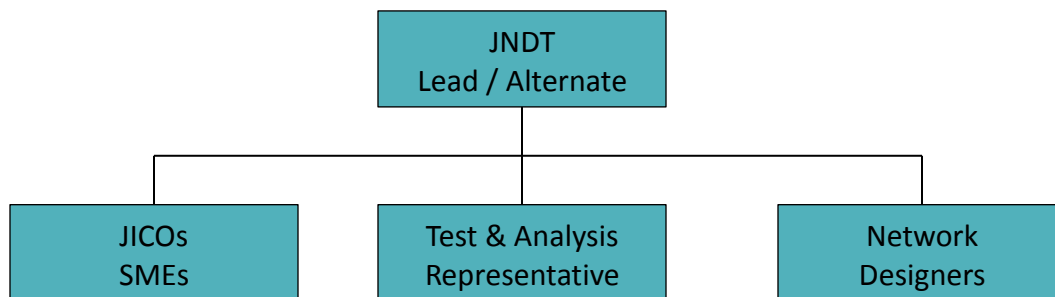 JNDT
Lead / Alternate
JICOs
SMEs
Test & Analysis
Representative
Network
Designers